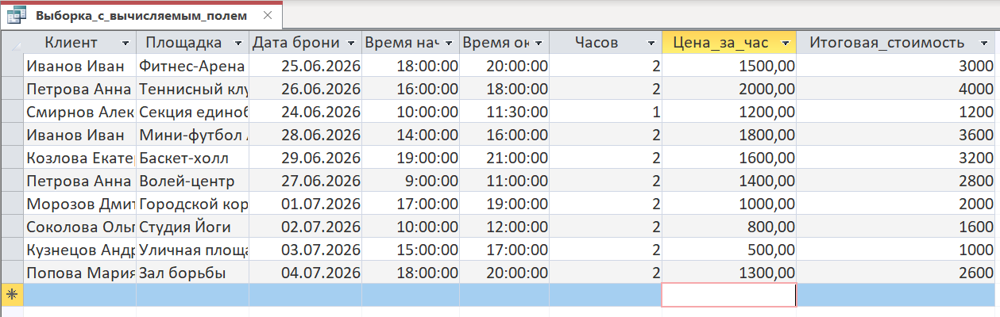 Выборка_с_вычисляемым_полем
Клиент Площадка Дата брони Время нач Время ок Часов Цена_за_час Итоговая_стоимость
Иванов Иван Фитнес-Арена 25.06.2026 18:00:00 20:00:00 2 1500,00 3000
Петрова Анна Теннисный клу 26.06.2026 16:00:00 18:00:00 2 2000,00 4000
Смирнов Алек Секция единоб 24.06.2026 10:00:00 11:30:00 1 1200,00 1200
Иванов Иван Мини-футбол А 28.06.2026 14:00:00 16:00:00 2 1800,00 3600
Козлова Екате Баскет-холл 29.06.2026 19:00:00 21:00:00 2 1600,00 3200
Петрова Анна Волей-центр 27.06.2026 9:00:00 11:00:00 2 1400,00 2800
Морозов Дмит Городской кор 01.07.2026 17:00:00 19:00:00 2 1000,00 2000
Соколова Оль Студия Йоги 02.07.2026 10:00:00 12:00:00 2 800,00 1600
Кузнецов Андр Уличная площа 03.07.2026 15:00:00 17:00:00 2 500,00 1000
Попова Мария Зал борьбы 04.07.2026 18:00:00 20:00:00 2 1300,00 2600